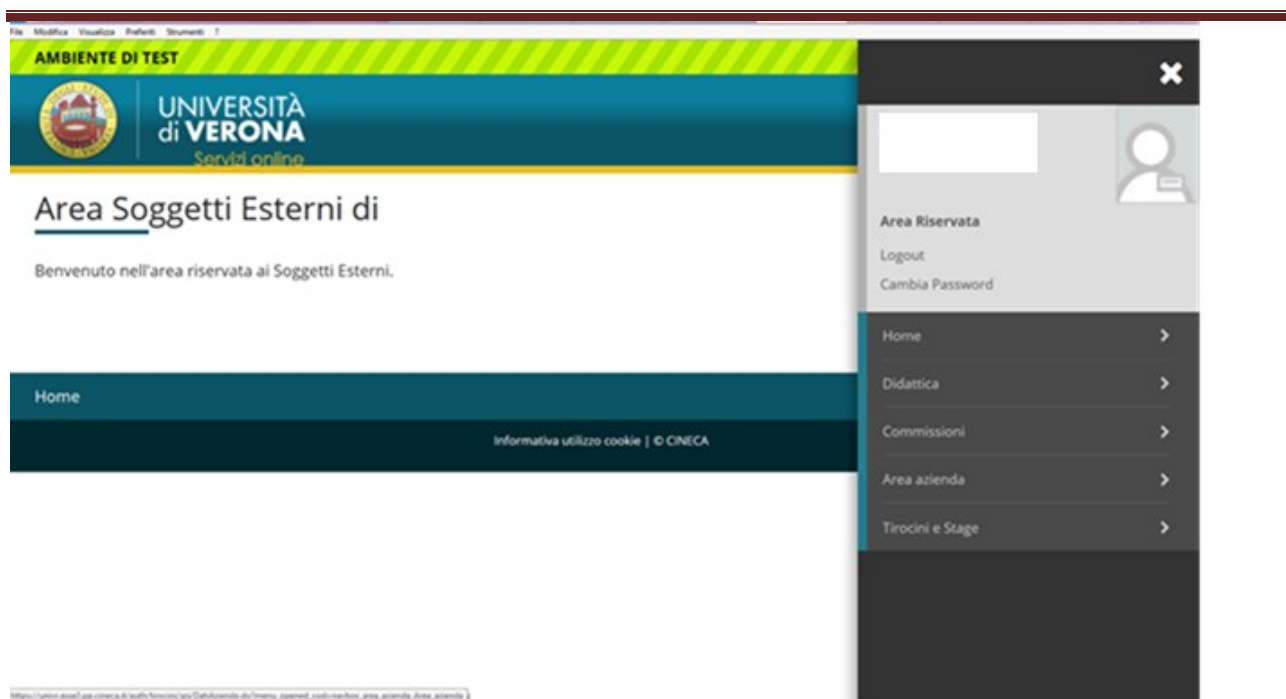 File Modifica Visualizza Preferiti Strumenti ?
AMBIENTE DI TEST
UNIVERSITÀ
di VERONA
Servizi online
Area Soggetti Esterni di
Benvenuto nell'area riservata ai Soggetti Esterni.
Home
Informativa utilizzo cookie | © CINECA
Area Riservata
Logout
Cambia Password
Home
Didattica
Commissioni
Area azienda
Tirocini e Stage